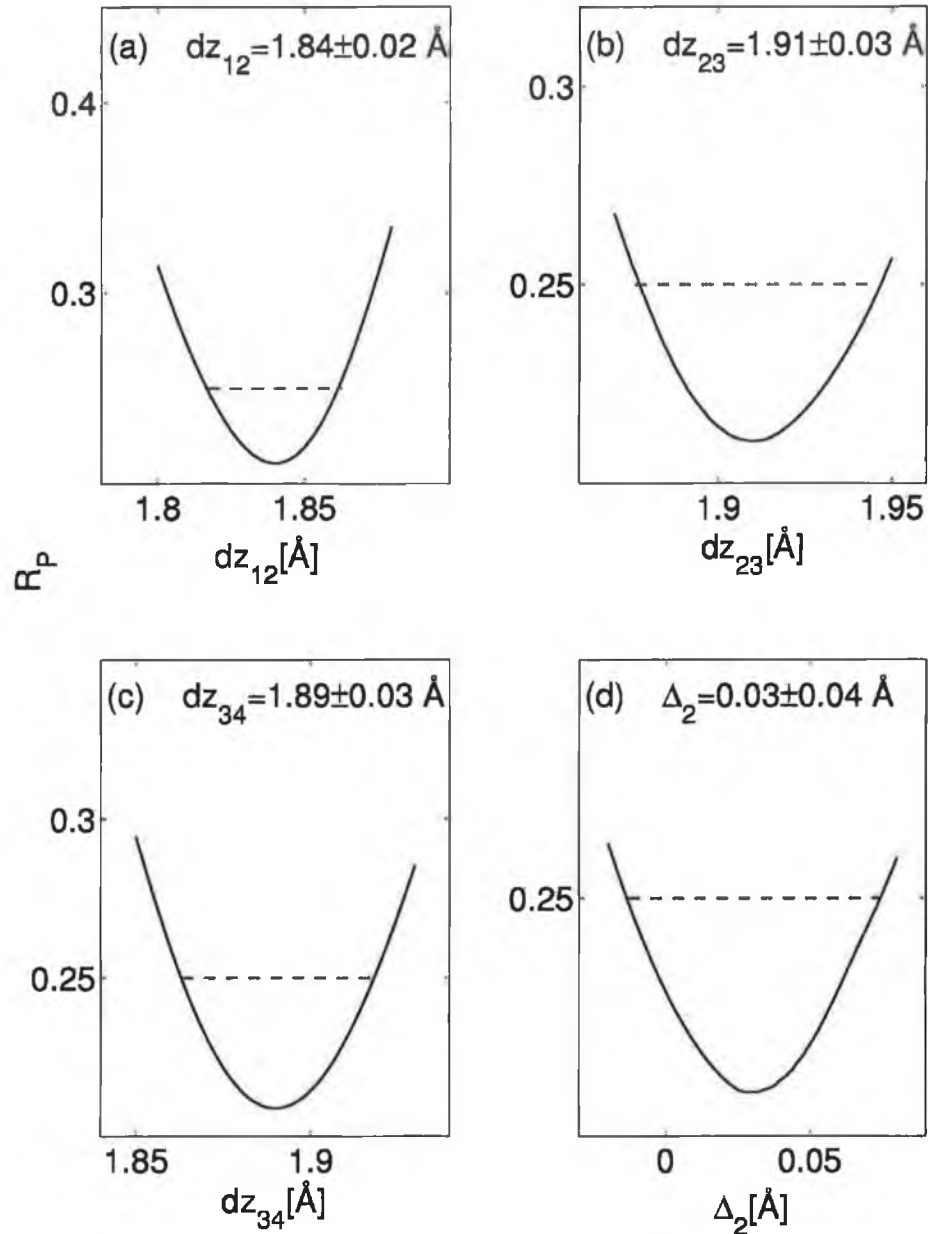 (a) dz₁₂=1.84±0.02 Å
0.4
0.3
1.8 1.85
dz₁₂[Å]
(b) dz₂₃=1.91±0.03 Å
0.3
0.25
1.9 1.95
dz₂₃[Å]
R_P
(c) dz₃₄=1.89±0.03 Å
0.3
0.25
1.85 1.9
dz₃₄[Å]
(d) Δ₂=0.03±0.04 Å
0.25
0 0.05
Δ₂[Å]